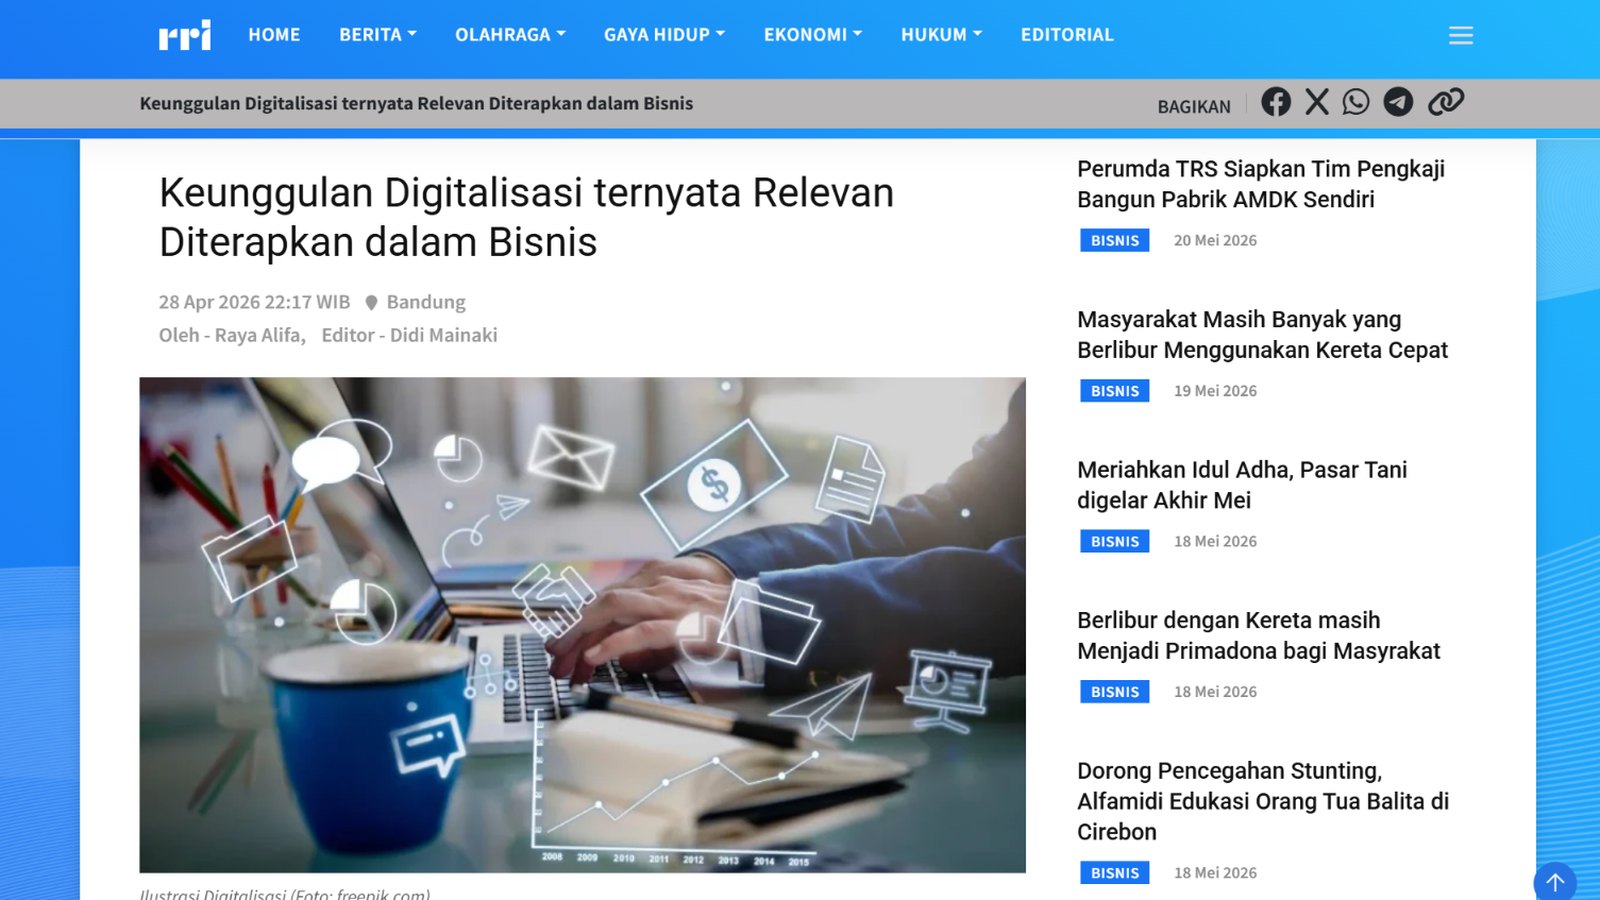 rri HOME BERITA OLAHRAGA GAYA HIDUP EKONOMI HUKUM EDITORIAL
Keunggulan Digitalisasi ternyata Relevan Diterapkan dalam Bisnis
BAGIKAN
Keunggulan Digitalisasi ternyata Relevan
Diterapkan dalam Bisnis
28 Apr 2026 22:17 WIB Bandung
Oleh - Raya Alifa, Editor - Didi Mainaki
$
2008 2009 2010 2011 2012 2013 2014 2015
Ilustrasi Digitalisasi (Foto: freepik.com)
Perumda TRS Siapkan Tim Pengkaji
Bangun Pabrik AMDK Sendiri
BISNIS 20 Mei 2026
Masyarakat Masih Banyak yang
Berlibur Menggunakan Kereta Cepat
BISNIS 19 Mei 2026
Meriahkan Idul Adha, Pasar Tani
digelar Akhir Mei
BISNIS 18 Mei 2026
Berlibur dengan Kereta masih
Menjadi Primadona bagi Masyrakat
BISNIS 18 Mei 2026
Dorong Pencegahan Stunting,
Alfamidi Edukasi Orang Tua Balita di
Cirebon
BISNIS 18 Mei 2026